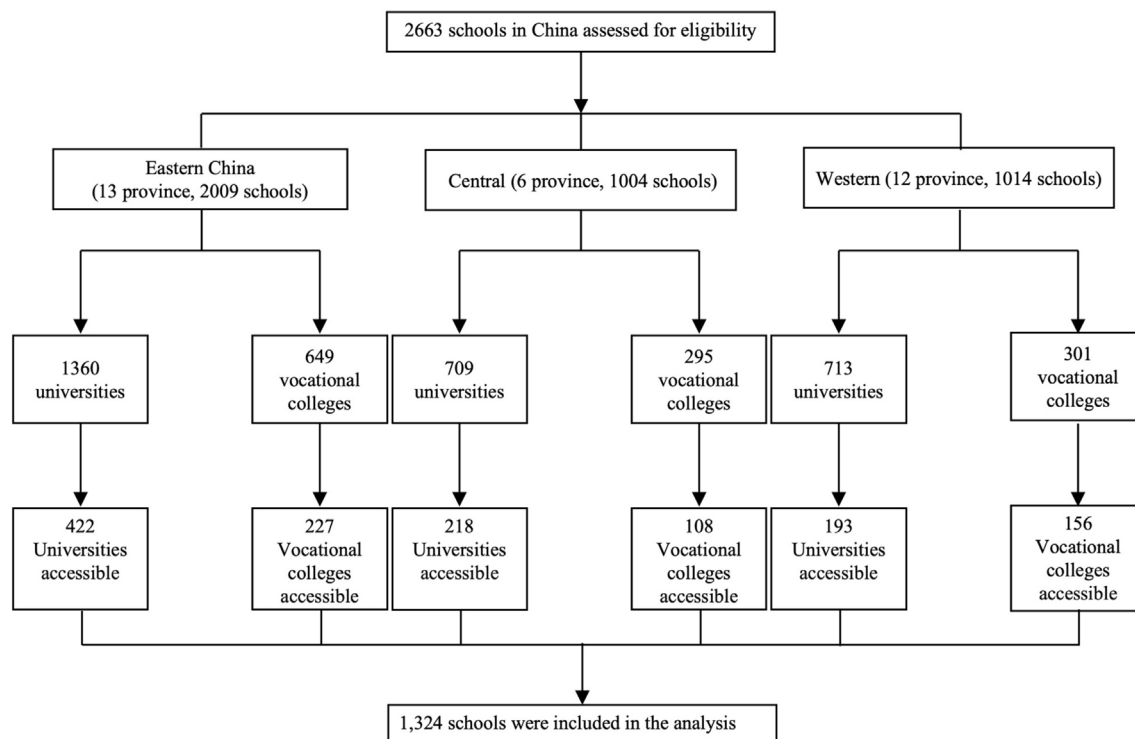 2663 schools in China assessed for eligibility
Eastern China
(13 province, 2009 schools)
Central (6 province, 1004 schools)
Western (12 province, 1014 schools)
1360
universities
649
vocational
colleges
709
universities
295
vocational
colleges
713
universities
301
vocational
colleges
422
Universities
accessible
227
Vocational
colleges
accessible
218
Universities
accessible
108
Vocational
colleges
accessible
193
Universities
accessible
156
Vocational
colleges
accessible
1,324 schools were included in the analysis